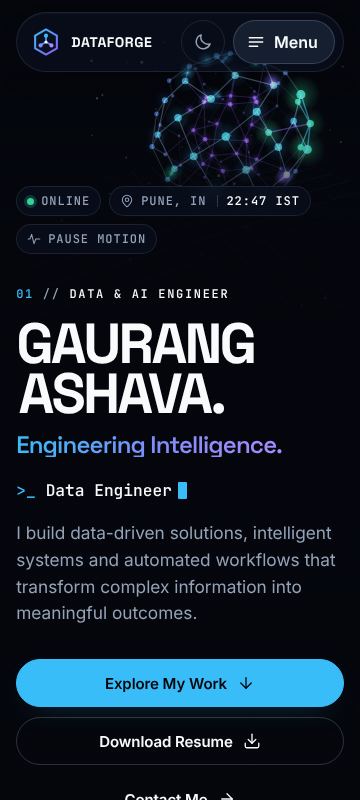 DATAFORGE
Menu
ONLINE
PUNE, IN
22:47 IST
PAUSE MOTION
01 // DATA & AI ENGINEER
GAURANG
ASHAVA.
Engineering Intelligence.
>_ Data Engineer
I build data-driven solutions, intelligent
systems and automated workflows that
transform complex information into
meaningful outcomes.
Explore My Work
Download Resume
Contact Me